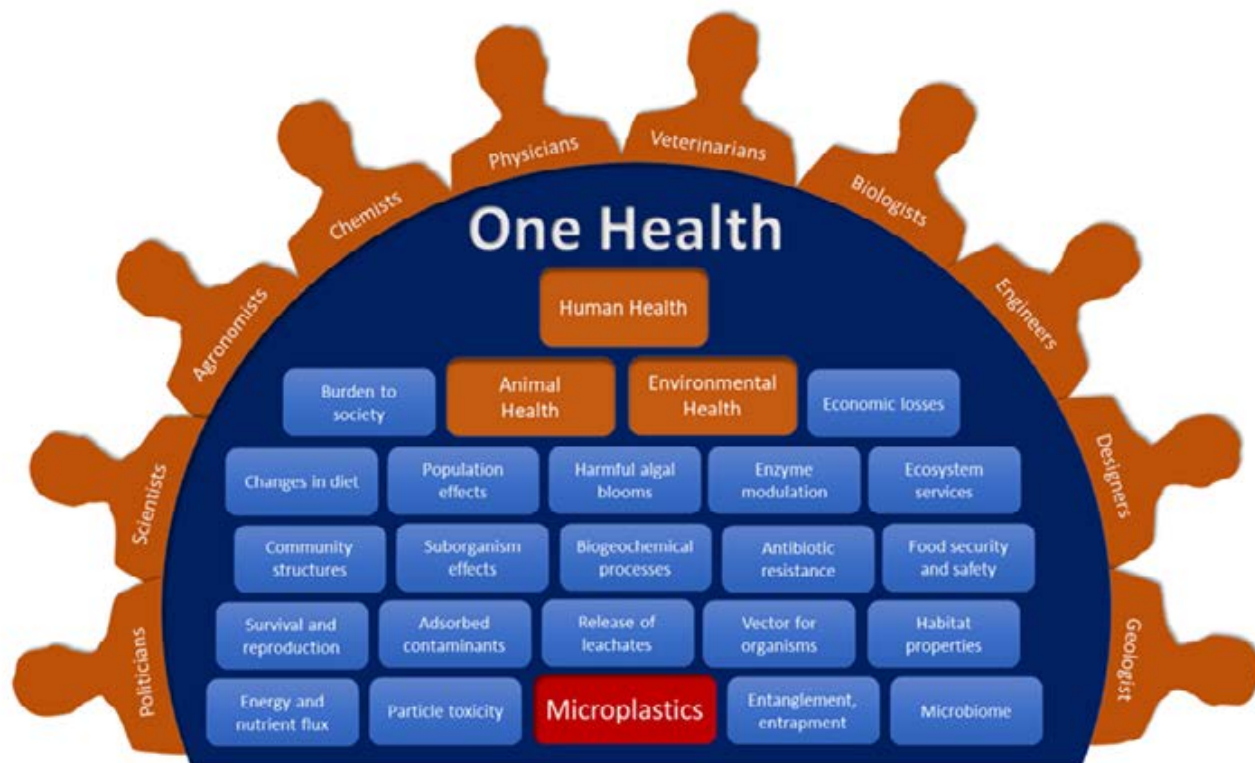 Physicians
Veterinarians
Chemists
Biologists
Agronomists
Engineers
Scientists
Designers
Politicians
Geologist
One Health
Human Health
Burden to
society
Animal
Health
Environmental
Health
Economic losses
Changes in diet
Population
effects
Harmful algal
blooms
Enzyme
modulation
Ecosystem
services
Community
structures
Suborganism
effects
Biogeochemical
processes
Antibiotic
resistance
Food security
and safety
Survival and
reproduction
Adsorbed
contaminants
Release of
leachates
Vector for
organisms
Habitat
properties
Energy and
nutrient flux
Particle toxicity
Microplastics
Entanglement,
entrapment
Microbiome